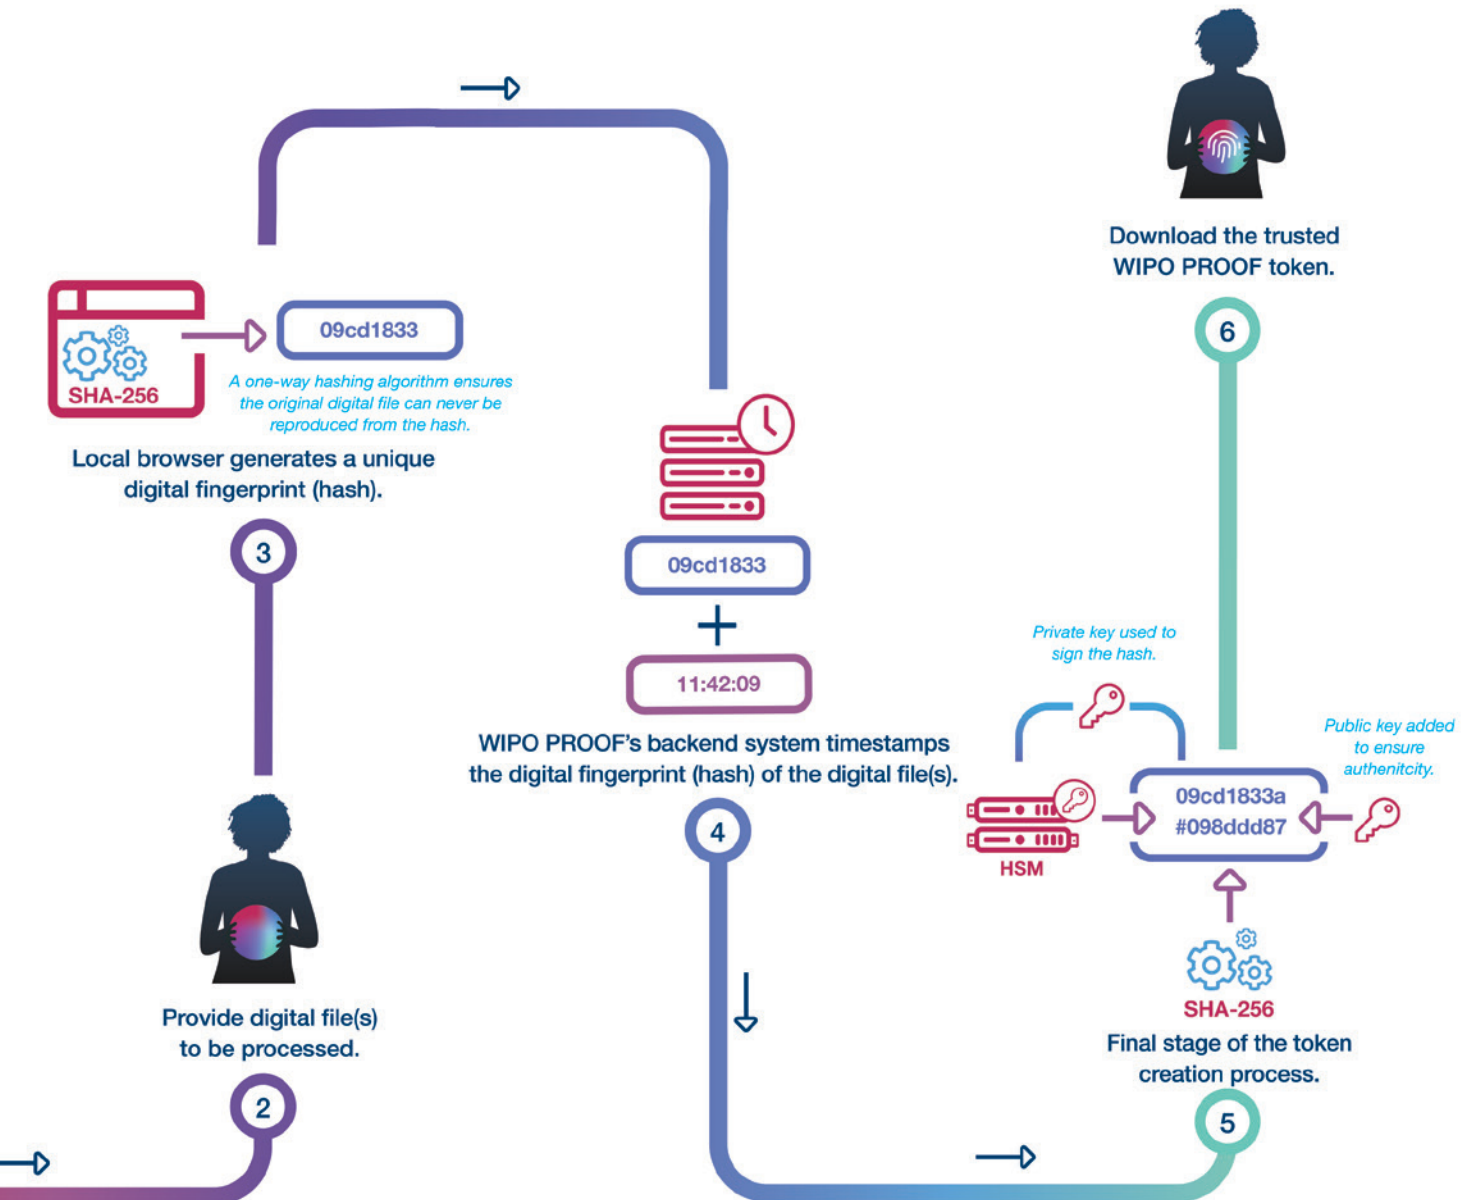 Provide digital file(s)
to be processed.
2
SHA-256
09cd1833
A one-way hashing algorithm ensures
the original digital file can never be
reproduced from the hash.
Local browser generates a unique
digital fingerprint (hash).
3
09cd1833
+
11:42:09
WIPO PROOF’s backend system timestamps
the digital fingerprint (hash) of the digital file(s).
4
Private key used to
sign the hash.
Public key added
to ensure
authenitcity.
09cd1833a
#098ddd87
HSM
SHA-256
Final stage of the token
creation process.
5
Download the trusted
WIPO PROOF token.
6